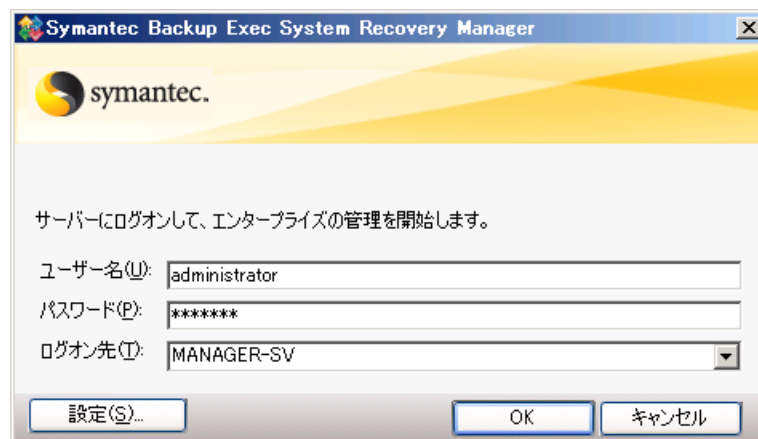 Symantec Backup Exec System Recovery Manager
symantec.
サーバーにログオンして、エンタープライズの管理を開始します。
ユーザー名(U): administrator
パスワード(P): *******
ログオン先(T): MANAGER-SV
設定(S)... OK キャンセル